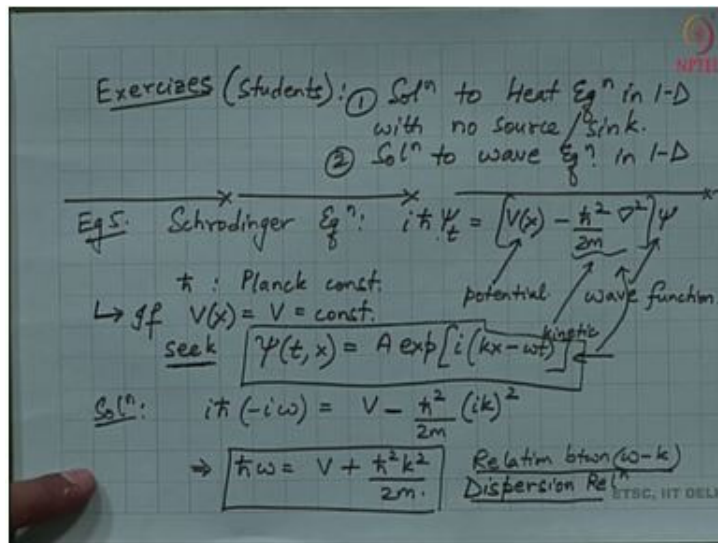 NPTEL
Exercizes (Students): ① Solⁿ to Heat Eqⁿ in 1-D
with no source/sink.
② Solⁿ to wave Eqⁿ. in 1-D
Eg 5. Schrodinger Eqⁿ: iħ Ψ_t = [V(x) - ħ²/2m ∇²]Ψ
ħ : Planck const.
potential wave function
↳ If V(x) = V = const.
kinetic
seek Ψ(t, x) = A exp[i(kx - ωt)]
Solⁿ: iħ(-iω) = V - ħ²/2m (ik)²
⇒ ħω = V + ħ²k²/2m.
Relation btwn (ω-k)
Dispersion Relⁿ
ETSC, IIT DELHI